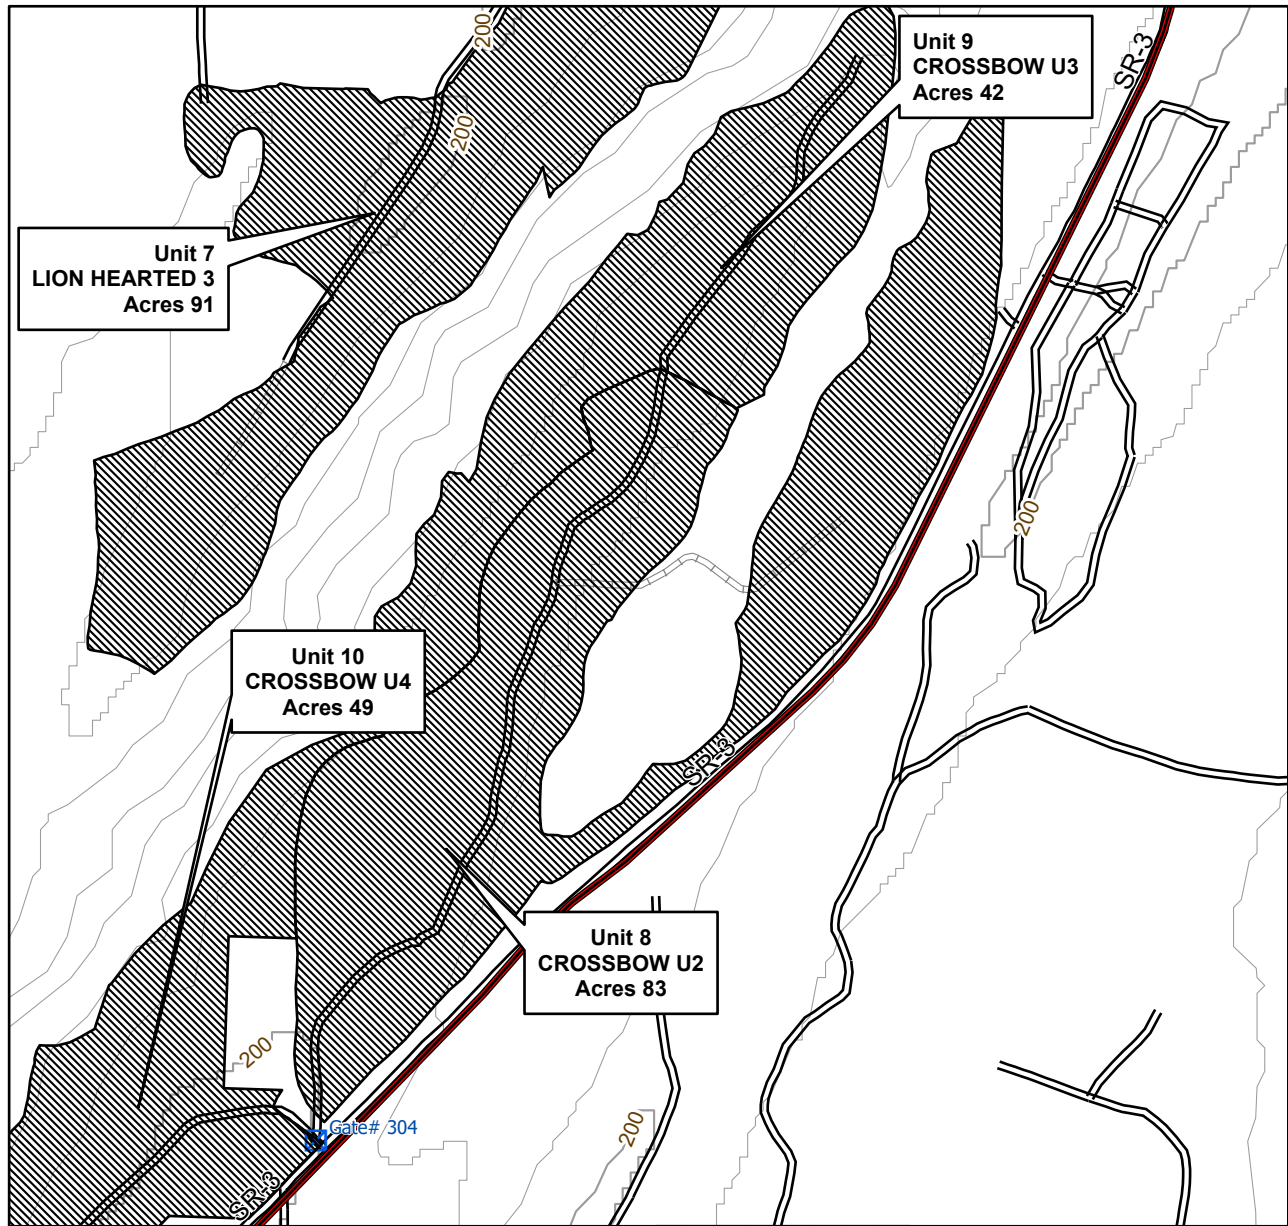 200
Unit 9
CROSSBOW U3
Acres 42
SR-3
200
Unit 7
LION HEARTED 3
Acres 91
200
Unit 10
CROSSBOW U4
Acres 49
SR-3
Unit 8
CROSSBOW U2
Acres 83
200
Gate# 304
200
SR-3